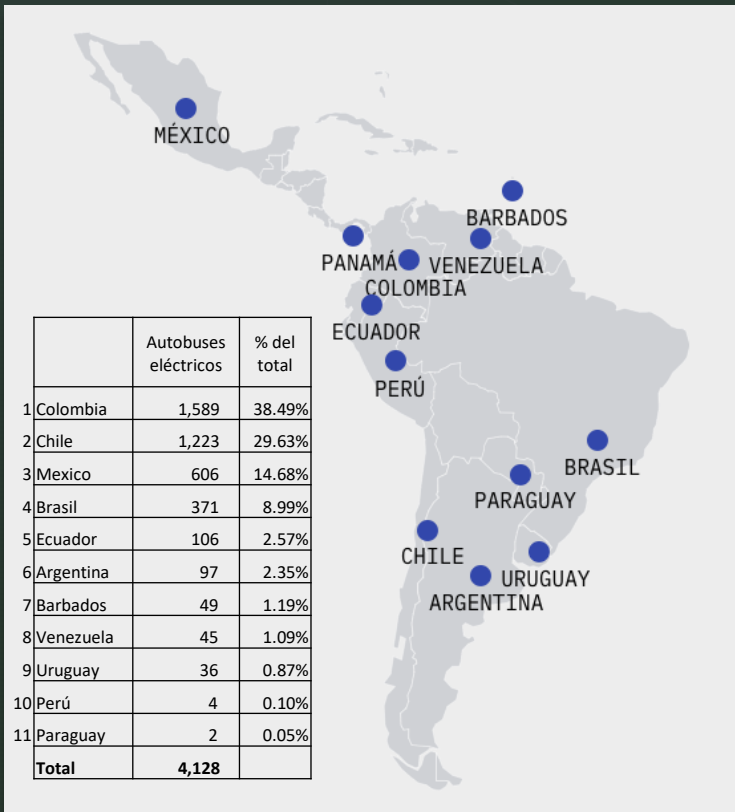 MÉXICO
BARBADOS
PANAMÁ VENEZUELA
COLOMBIA
ECUADOR
PERÚ
BRASIL
PARAGUAY
CHILE
URUGUAY
ARGENTINA
Autobuses eléctricos % del total
1 Colombia 1,589 38.49%
2 Chile 1,223 29.63%
3 Mexico 606 14.68%
4 Brasil 371 8.99%
5 Ecuador 106 2.57%
6 Argentina 97 2.35%
7 Barbados 49 1.19%
8 Venezuela 45 1.09%
9 Uruguay 36 0.87%
10 Perú 4 0.10%
11 Paraguay 2 0.05%
Total 4,128